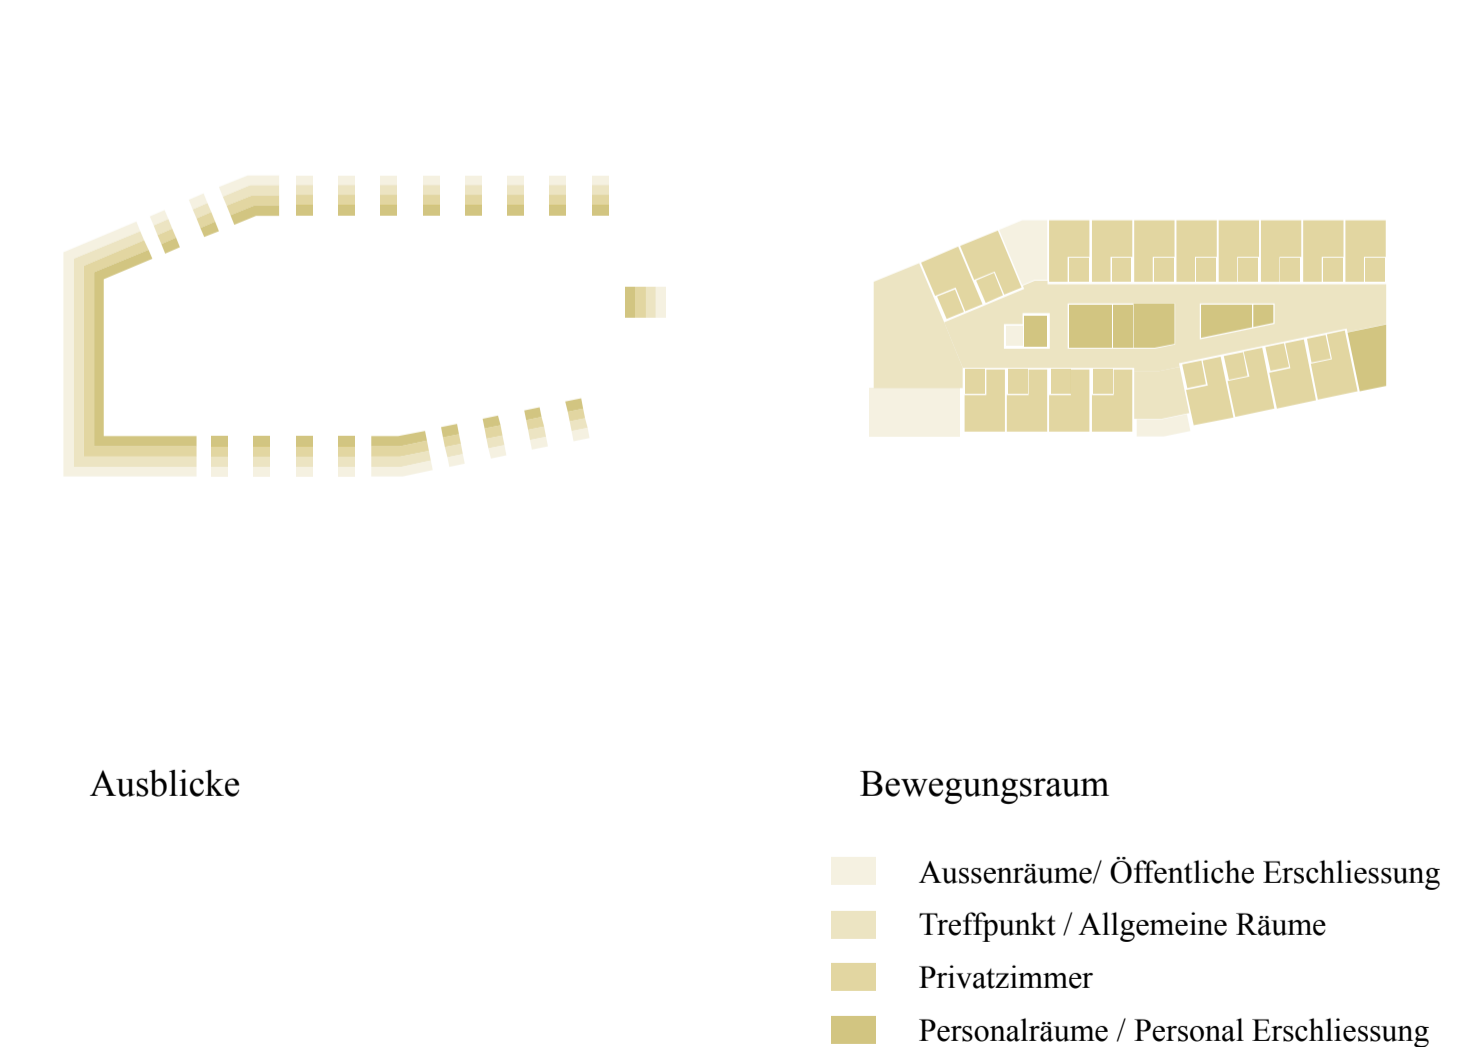 Ausblicke
Bewegungsraum
Aussenräume/ Öffentliche Erschliessung
Treffpunkt / Allgemeine Räume
Privatzimmer
Personalräume / Personal Erschliessung